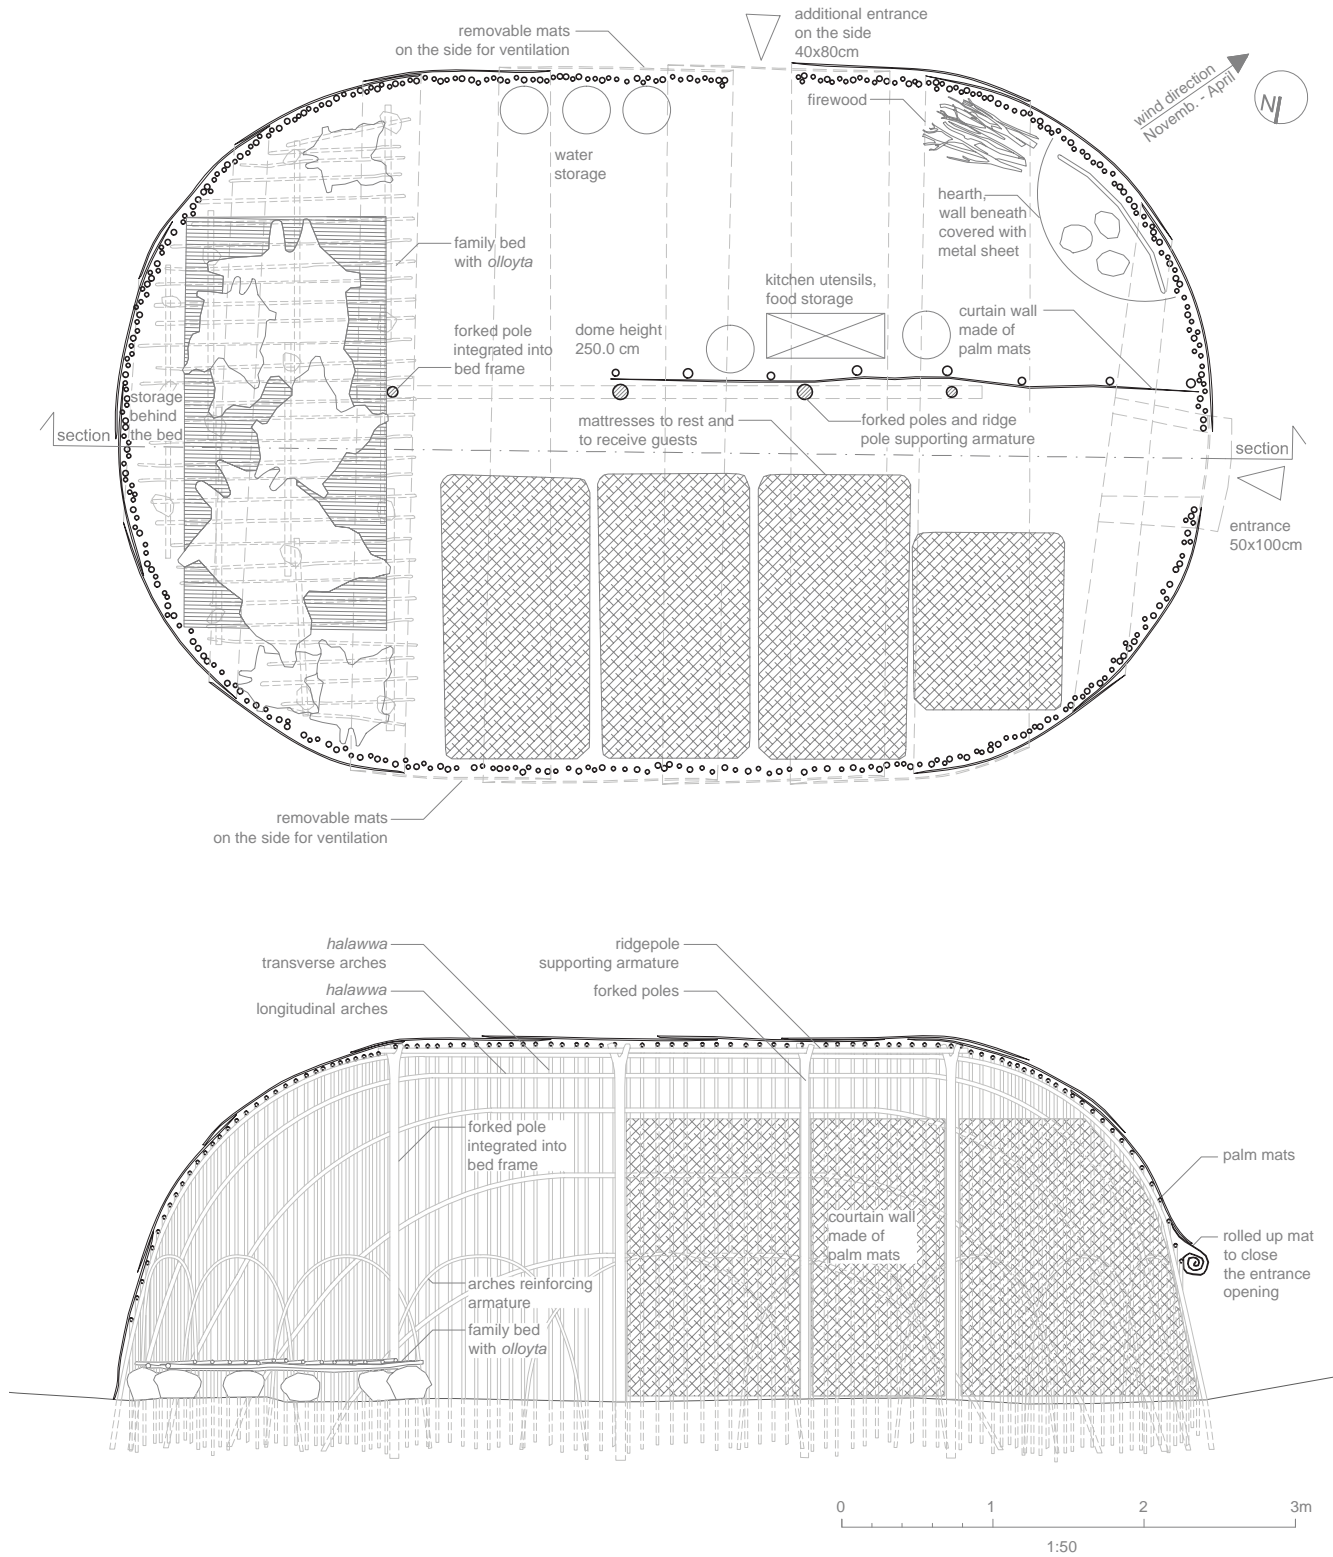 removable mats
on the side for ventilation
additional entrance
on the side
40x80cm
wind direction
Novemb. - April
N
firewood
water
storage
hearth,
wall beneath
covered with
metal sheet
family bed
with olloyta
kitchen utensils,
food storage
forked pole
integrated into
bed frame
dome height
250.0 cm
curtain wall
made of
palm mats
storage
behind
the bed
section
mattresses to rest and
to receive guests
forked poles and ridge
pole supporting armature
section
entrance
50x100cm
removable mats
on the side for ventilation
halawwa
transverse arches
halawwa
longitudinal arches
ridgepole
supporting armature
forked poles
forked pole
integrated into
bed frame
palm mats
courtain wall
made of
palm mats
rolled up mat
to close
the entrance
opening
arches reinforcing
armature
family bed
with olloyta
0 1 2 3m
1:50